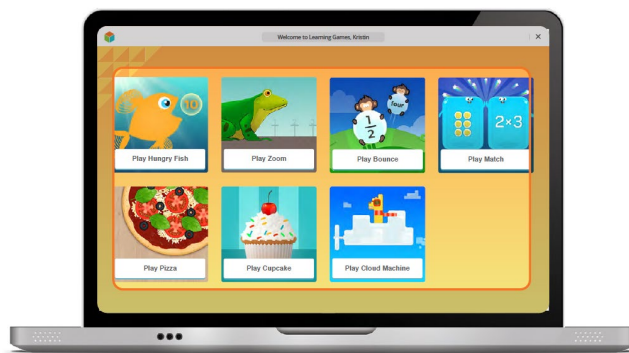 Welcome to Learning Games, Kristin
10
1
2
four
2×3
Play Hungry Fish
Play Zoom
Play Bounce
Play Match
Play Pizza
Play Cupcake
Play Cloud Machine